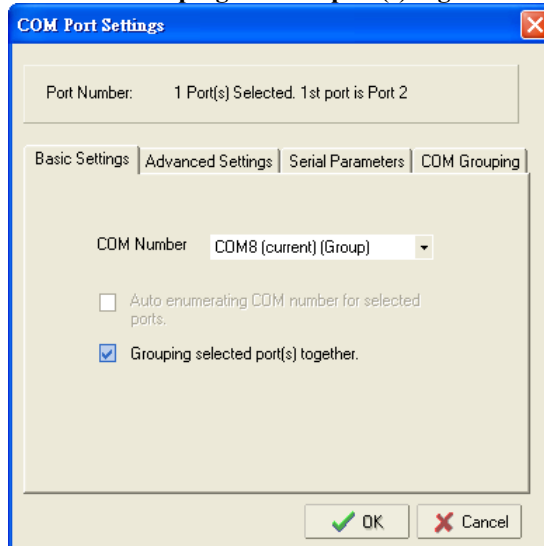 COM Port Settings
Port Number: 1 Port(s) Selected. 1st port is Port 2
Basic Settings Advanced Settings Serial Parameters COM Grouping
COM Number COM8 (current) (Group)
Auto enumerating COM number for selected
ports.
Grouping selected port(s) together.
OK Cancel